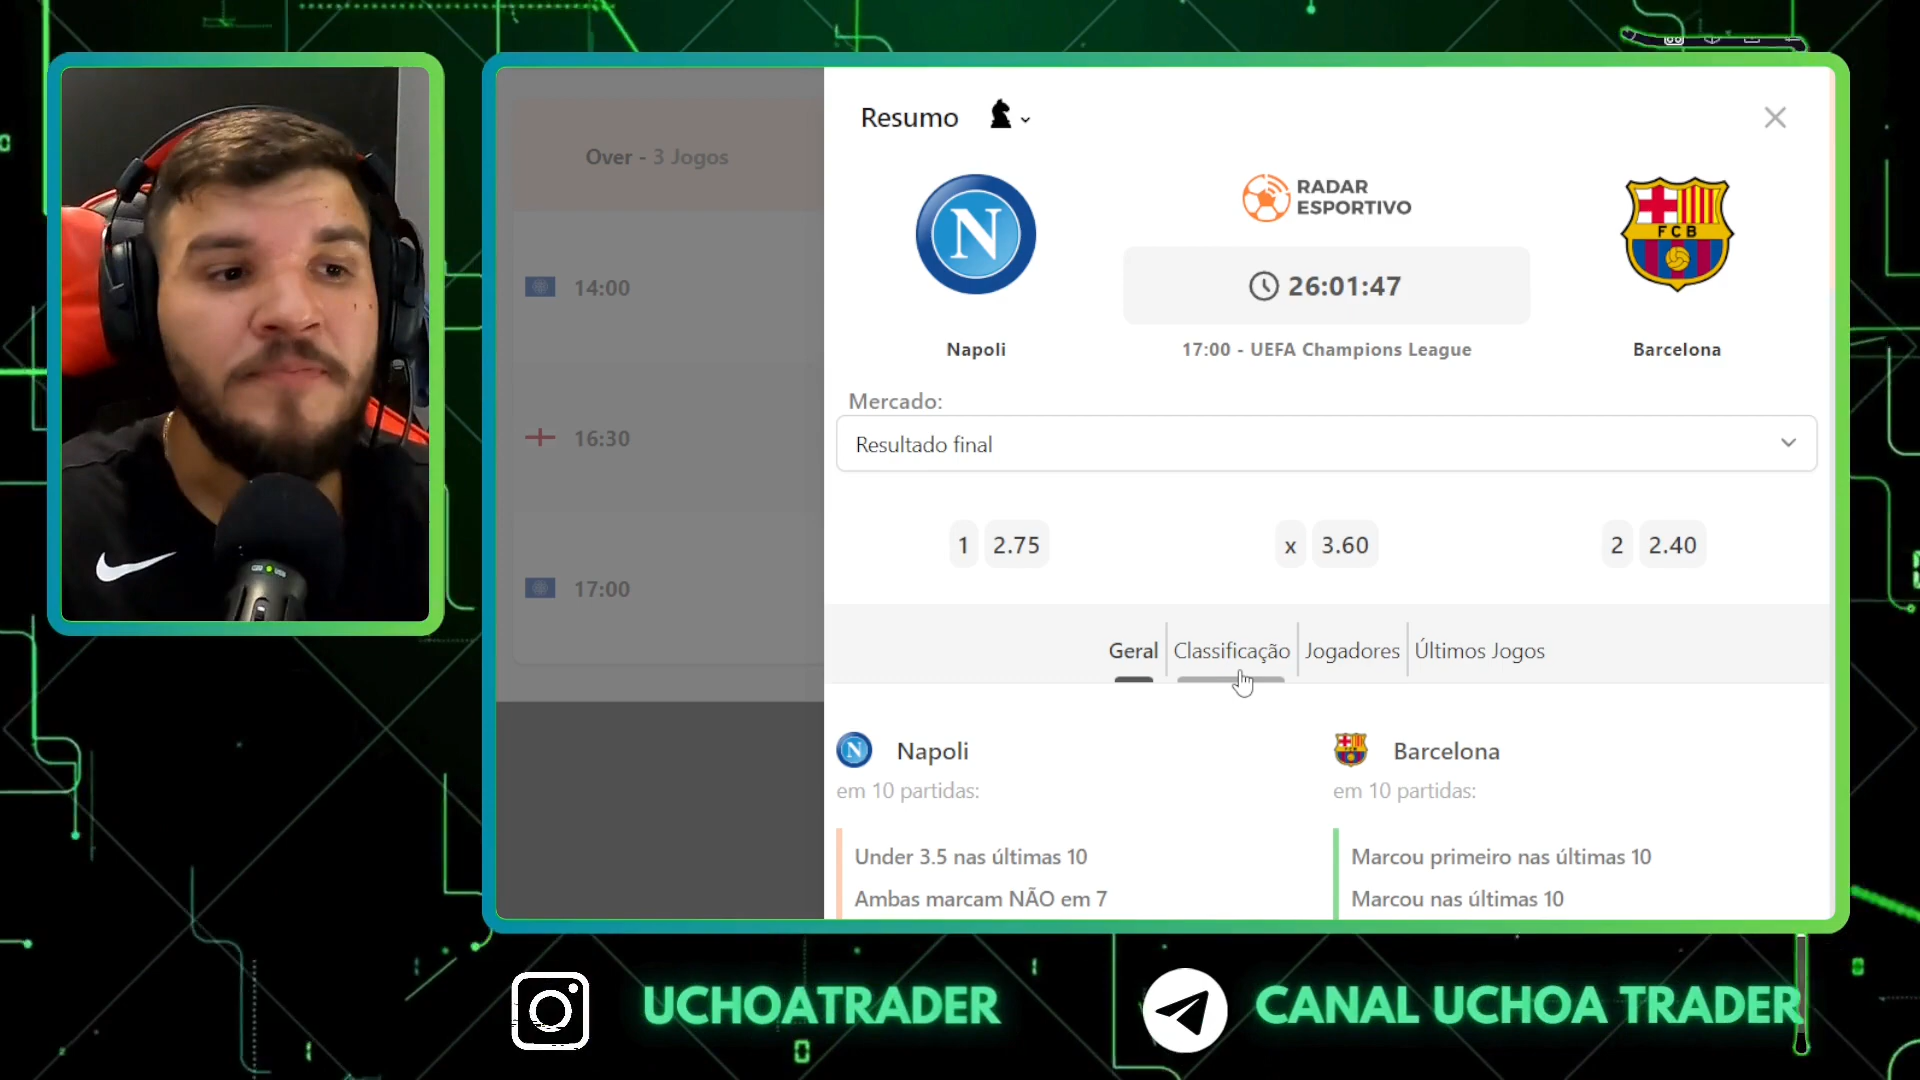 Over - 3 Jogos
14:00
16:30
17:00
Resumo
N
RADAR
ESPORTIVO
FCB
26:01:47
Napoli
17:00 - UEFA Champions League
Barcelona
Mercado:
Resultado final
1 2.75
x 3.60
2 2.40
Geral
Classificação
Jogadores
Últimos Jogos
N Napoli
em 10 partidas:
Under 3.5 nas últimas 10
Ambas marcam NÃO em 7
Barcelona
em 10 partidas:
Marcou primeiro nas últimas 10
Marcou nas últimas 10
UCHOATRADER
CANAL UCHOA TRADER